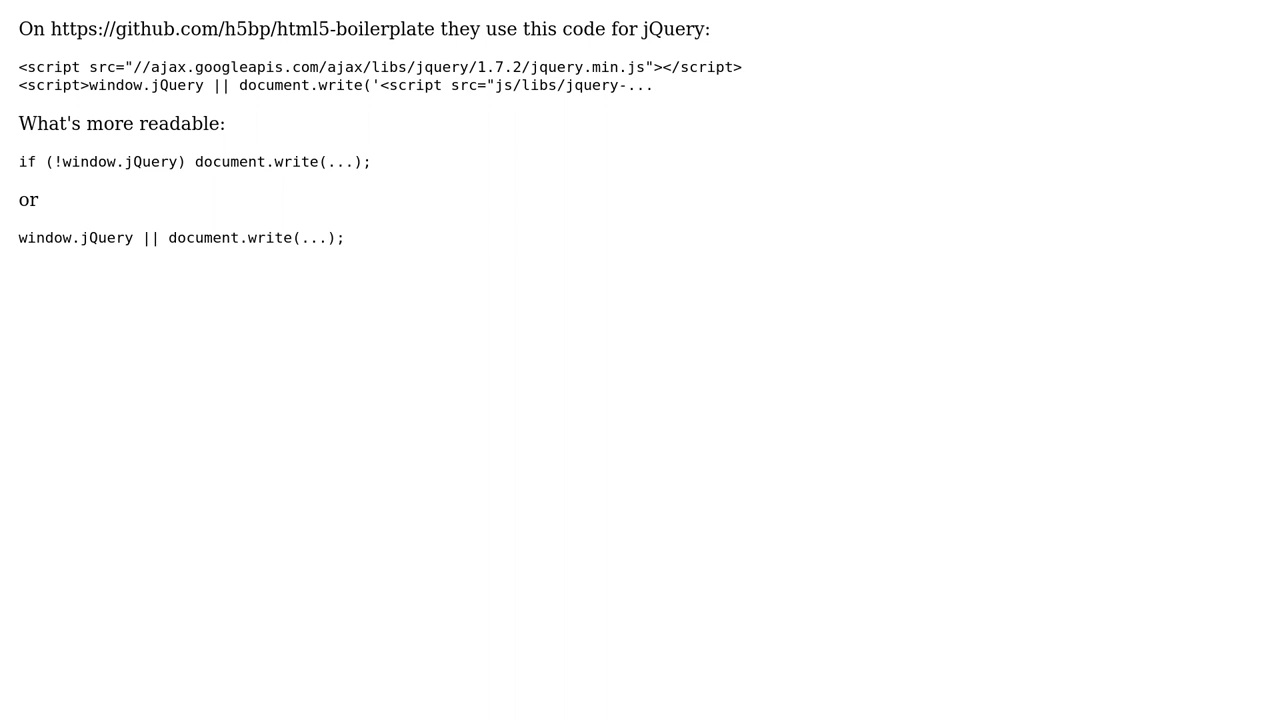 On https://github.com/h5bp/html5-boilerplate they use this code for jQuery:
<script src="//ajax.googleapis.com/ajax/libs/jquery/1.7.2/jquery.min.js"></script>
<script>window.jQuery || document.write('<script src="js/libs/jquery-...
What's more readable:
if (!window.jQuery) document.write(...);
or
window.jQuery || document.write(...);